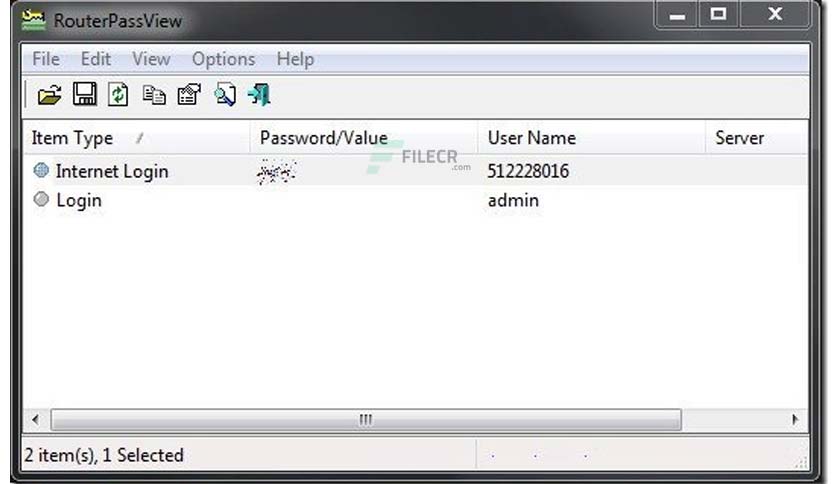 RouterPassView
File Edit View Options Help
Item Type Password/Value User Name Server
FILECR
.com
Internet Login 512228016
Login admin
2 item(s), 1 Selected